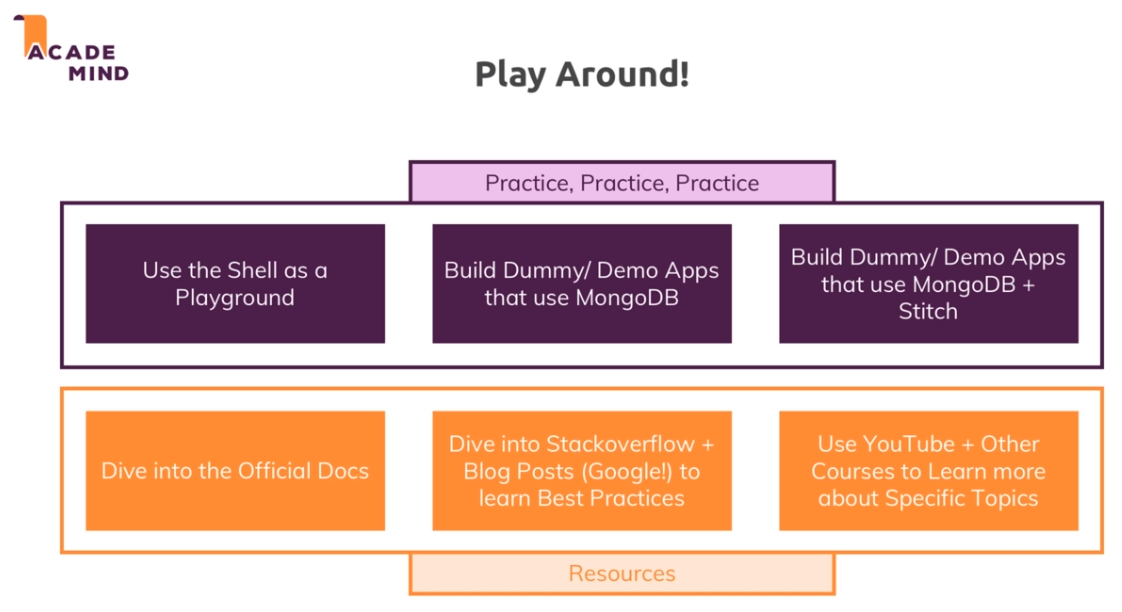 ACADE
MIND
Play Around!
Practice, Practice, Practice
Use the Shell as a
Playground
Build Dummy/ Demo Apps
that use MongoDB
Build Dummy/ Demo Apps
that use MongoDB +
Stitch
Dive into the Official Docs
Dive into Stackoverflow +
Blog Posts (Google!) to
learn Best Practices
Use YouTube + Other
Courses to Learn more
about Specific Topics
Resources